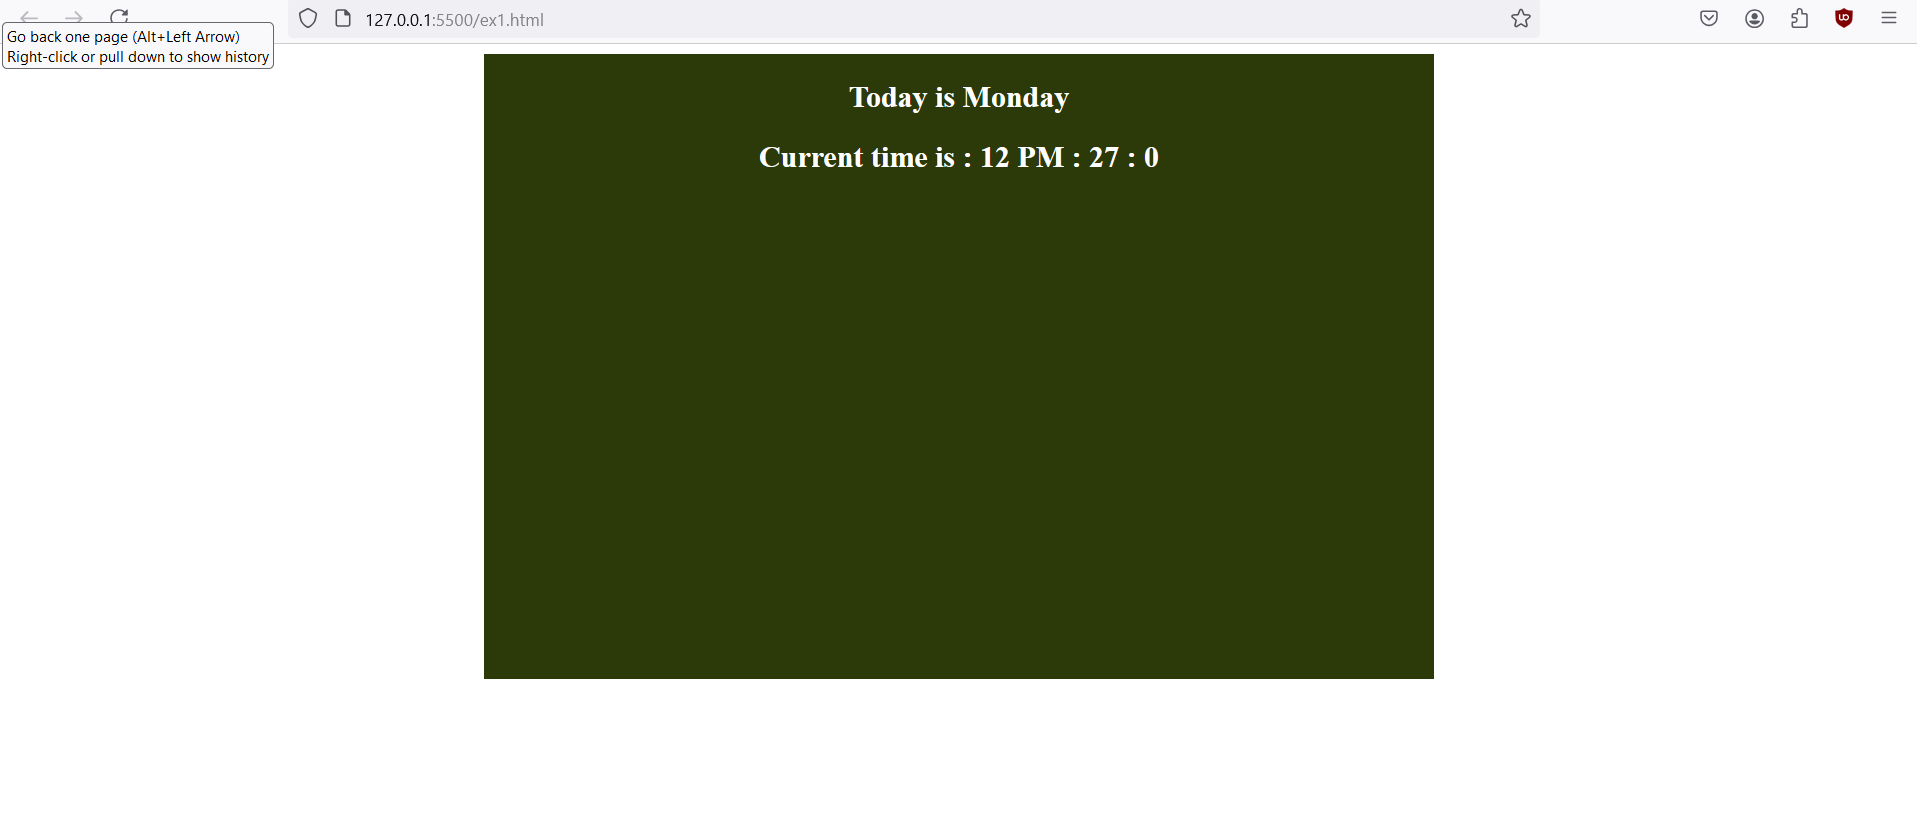 127.0.0.1:5500/ex1.html
Go back one page (Alt+Left Arrow)
Right-click or pull down to show history
Today is Monday
Current time is : 12 PM : 27 : 0